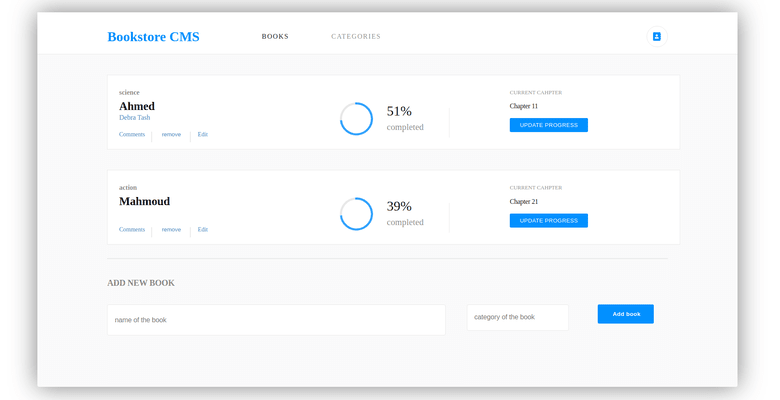 Bookstore CMS
BOOKS
CATEGORIES
science
Ahmed
Debra Tash
Comments
remove
Edit
51%
completed
CURRENT CAHPTER
Chapter 11
UPDATE PROGRESS
action
Mahmoud
Comments
remove
Edit
39%
completed
CURRENT CAHPTER
Chapter 21
UPDATE PROGRESS
ADD NEW BOOK
name of the book
category of the book
Add book